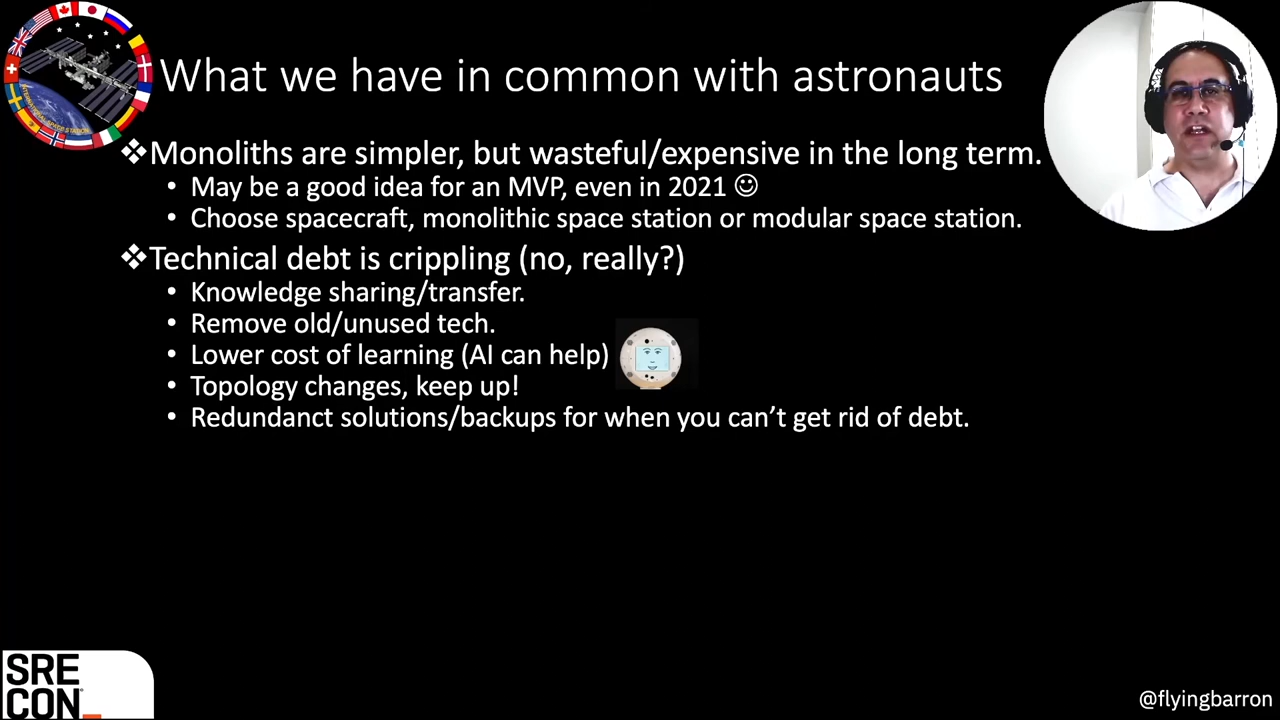 What we have in common with astronauts
❖Monoliths are simpler, but wasteful/expensive in the long term.
• May be a good idea for an MVP, even in 2021 ☺
• Choose spacecraft, monolithic space station or modular space station.
❖Technical debt is crippling (no, really?)
• Knowledge sharing/transfer.
• Remove old/unused tech.
• Lower cost of learning (AI can help)
• Topology changes, keep up!
• Redundanct solutions/backups for when you can’t get rid of debt.
INTERNATIONAL SPACE STATION
SRE
CON
@flyingbarron